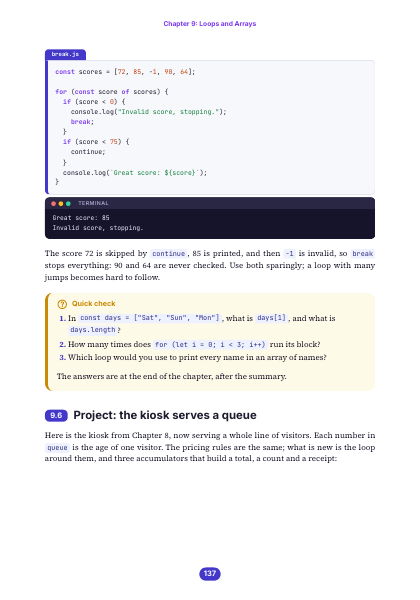 Chapter 9: Loops and Arrays
break.js
const scores = [72, 85, -1, 90, 64];
for (const score of scores) {
if (score < 0) {
console.log("Invalid score, stopping.");
break;
}
if (score < 75) {
continue;
}
console.log(`Great score: ${score}`);
}
TERMINAL
Great score: 85
Invalid score, stopping.
The score 72 is skipped by continue, 85 is printed, and then -1 is invalid, so break
stops everything: 90 and 64 are never checked. Use both sparingly; a loop with many
jumps becomes hard to follow.
Quick check
1. In const days = ["Sat", "Sun", "Mon"], what is days[1], and what is
days.length?
2. How many times does for (let i = 0; i < 3; i++) run its block?
3. Which loop would you use to print every name in an array of names?
The answers are at the end of the chapter, after the summary.
9.6 Project: the kiosk serves a queue
Here is the kiosk from Chapter 8, now serving a whole line of visitors. Each number in
queue is the age of one visitor. The pricing rules are the same; what is new is the loop
around them, and three accumulators that build a total, a count and a receipt:
137